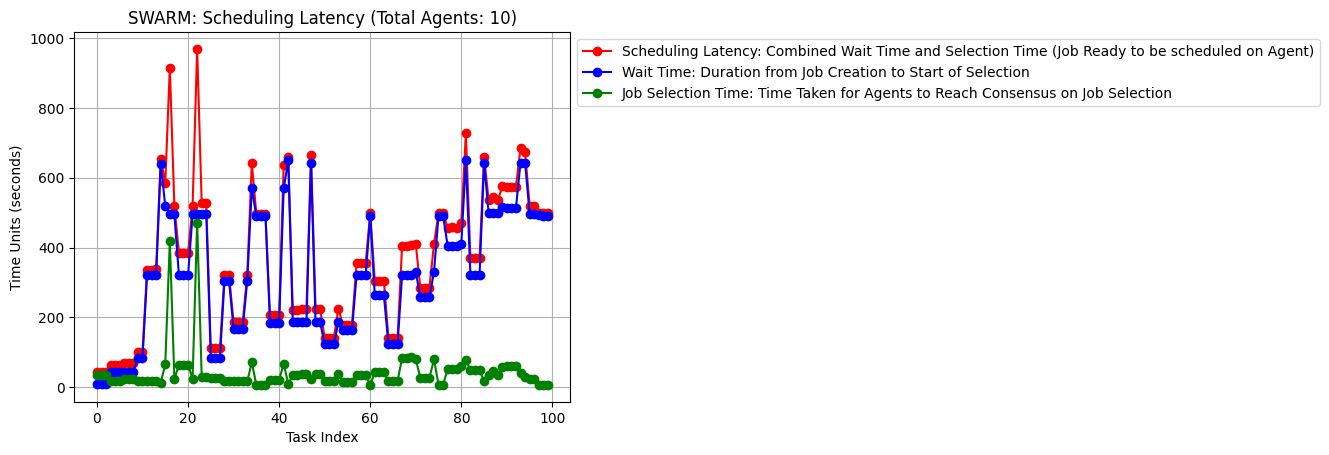 SWARM: Scheduling Latency (Total Agents: 10)
Scheduling Latency: Combined Wait Time and Selection Time (Job Ready to be scheduled on Agent)
Wait Time: Duration from Job Creation to Start of Selection
Job Selection Time: Time Taken for Agents to Reach Consensus on Job Selection
Time Units (seconds)
1000
800
600
400
200
0
0 20 40 60 80 100
Task Index